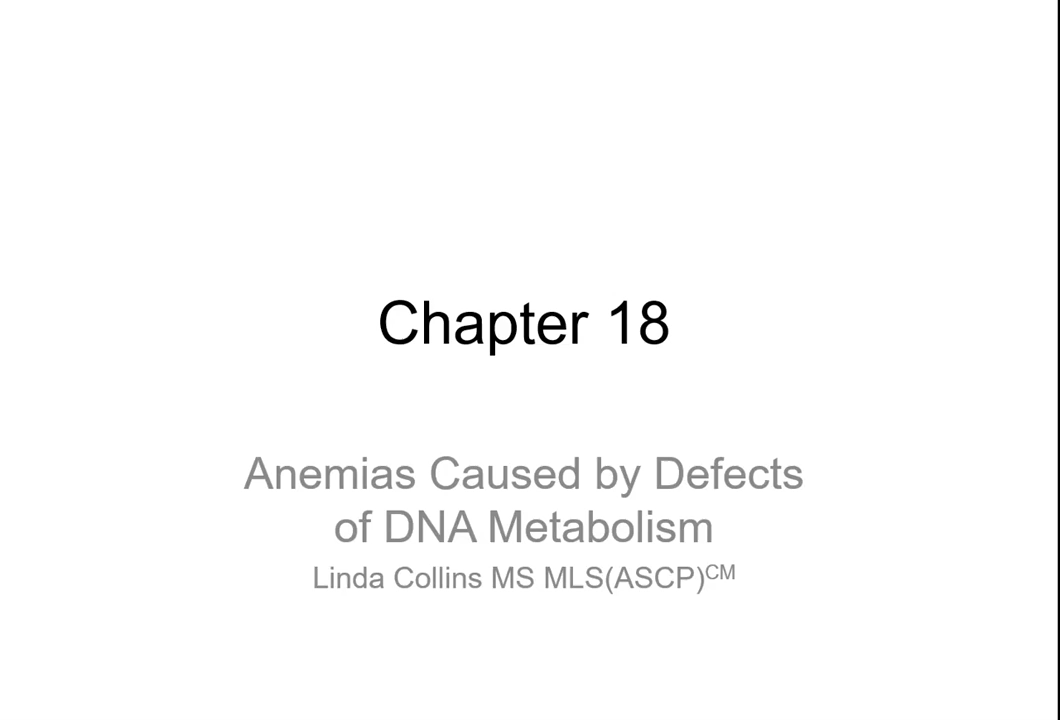 Chapter 18
Anemias Caused by Defects
of DNA Metabolism
Linda Collins MS MLS(ASCP)CM